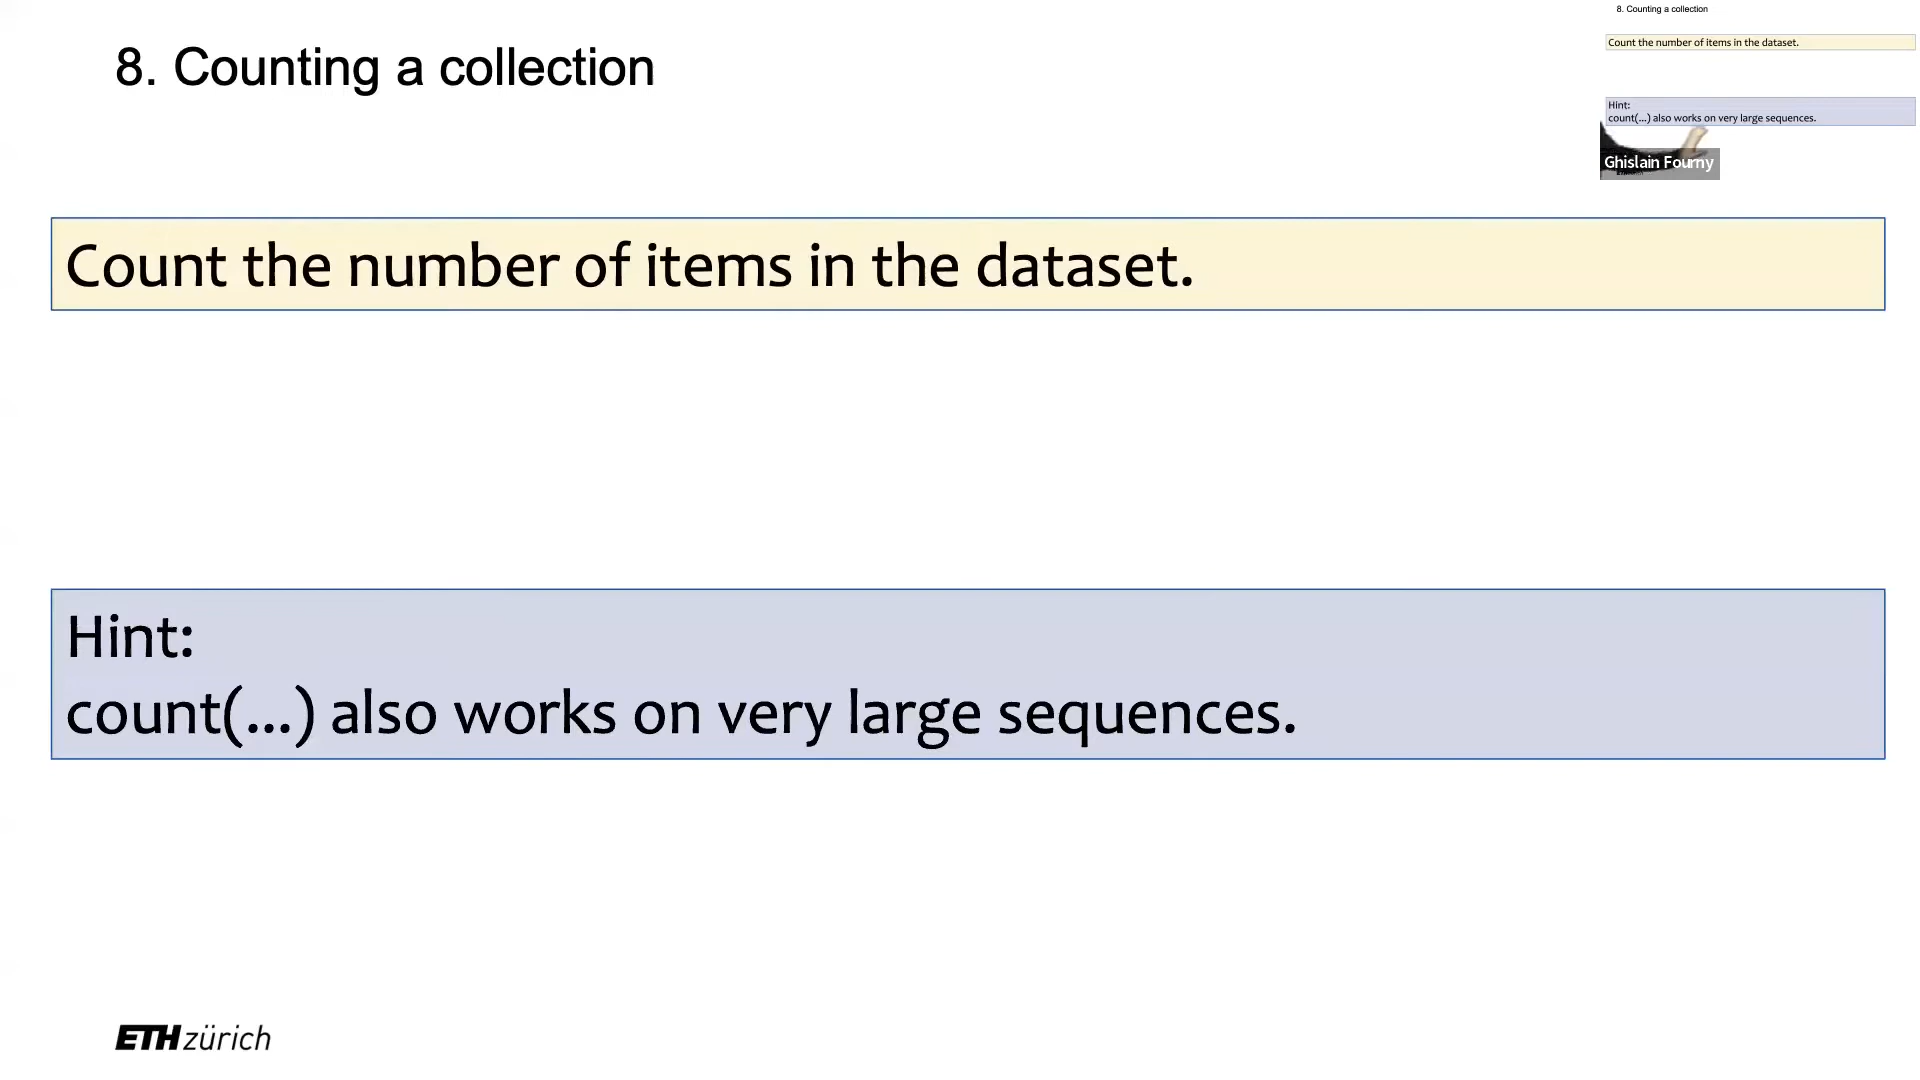 8. Counting a collection
Count the number of items in the dataset.
Hint:
count(...) also works on very large sequences.
ETH zürich
8. Counting a collection
Count the number of items in the dataset.
Hint:
count(...) also works on very large sequences.
Ghislain Fourny